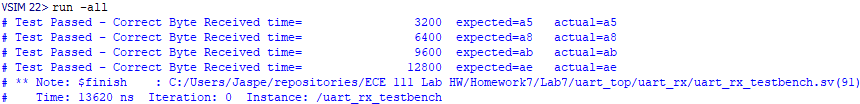 VSIM 22> run -all
# Test Passed - Correct Byte Received time=                3200  expected=a5   actual=a5
# Test Passed - Correct Byte Received time=                6400  expected=a8   actual=a8
# Test Passed - Correct Byte Received time=                9600  expected=ab   actual=ab
# Test Passed - Correct Byte Received time=               12800  expected=ae   actual=ae
# ** Note: $finish    : C:/Users/Jaspe/repositories/ECE 111 Lab HW/Homework7/Lab7/uart_top/uart_rx/uart_rx_testbench.sv(91)
#    Time: 13620 ns  Iteration: 0  Instance: /uart_rx_testbench